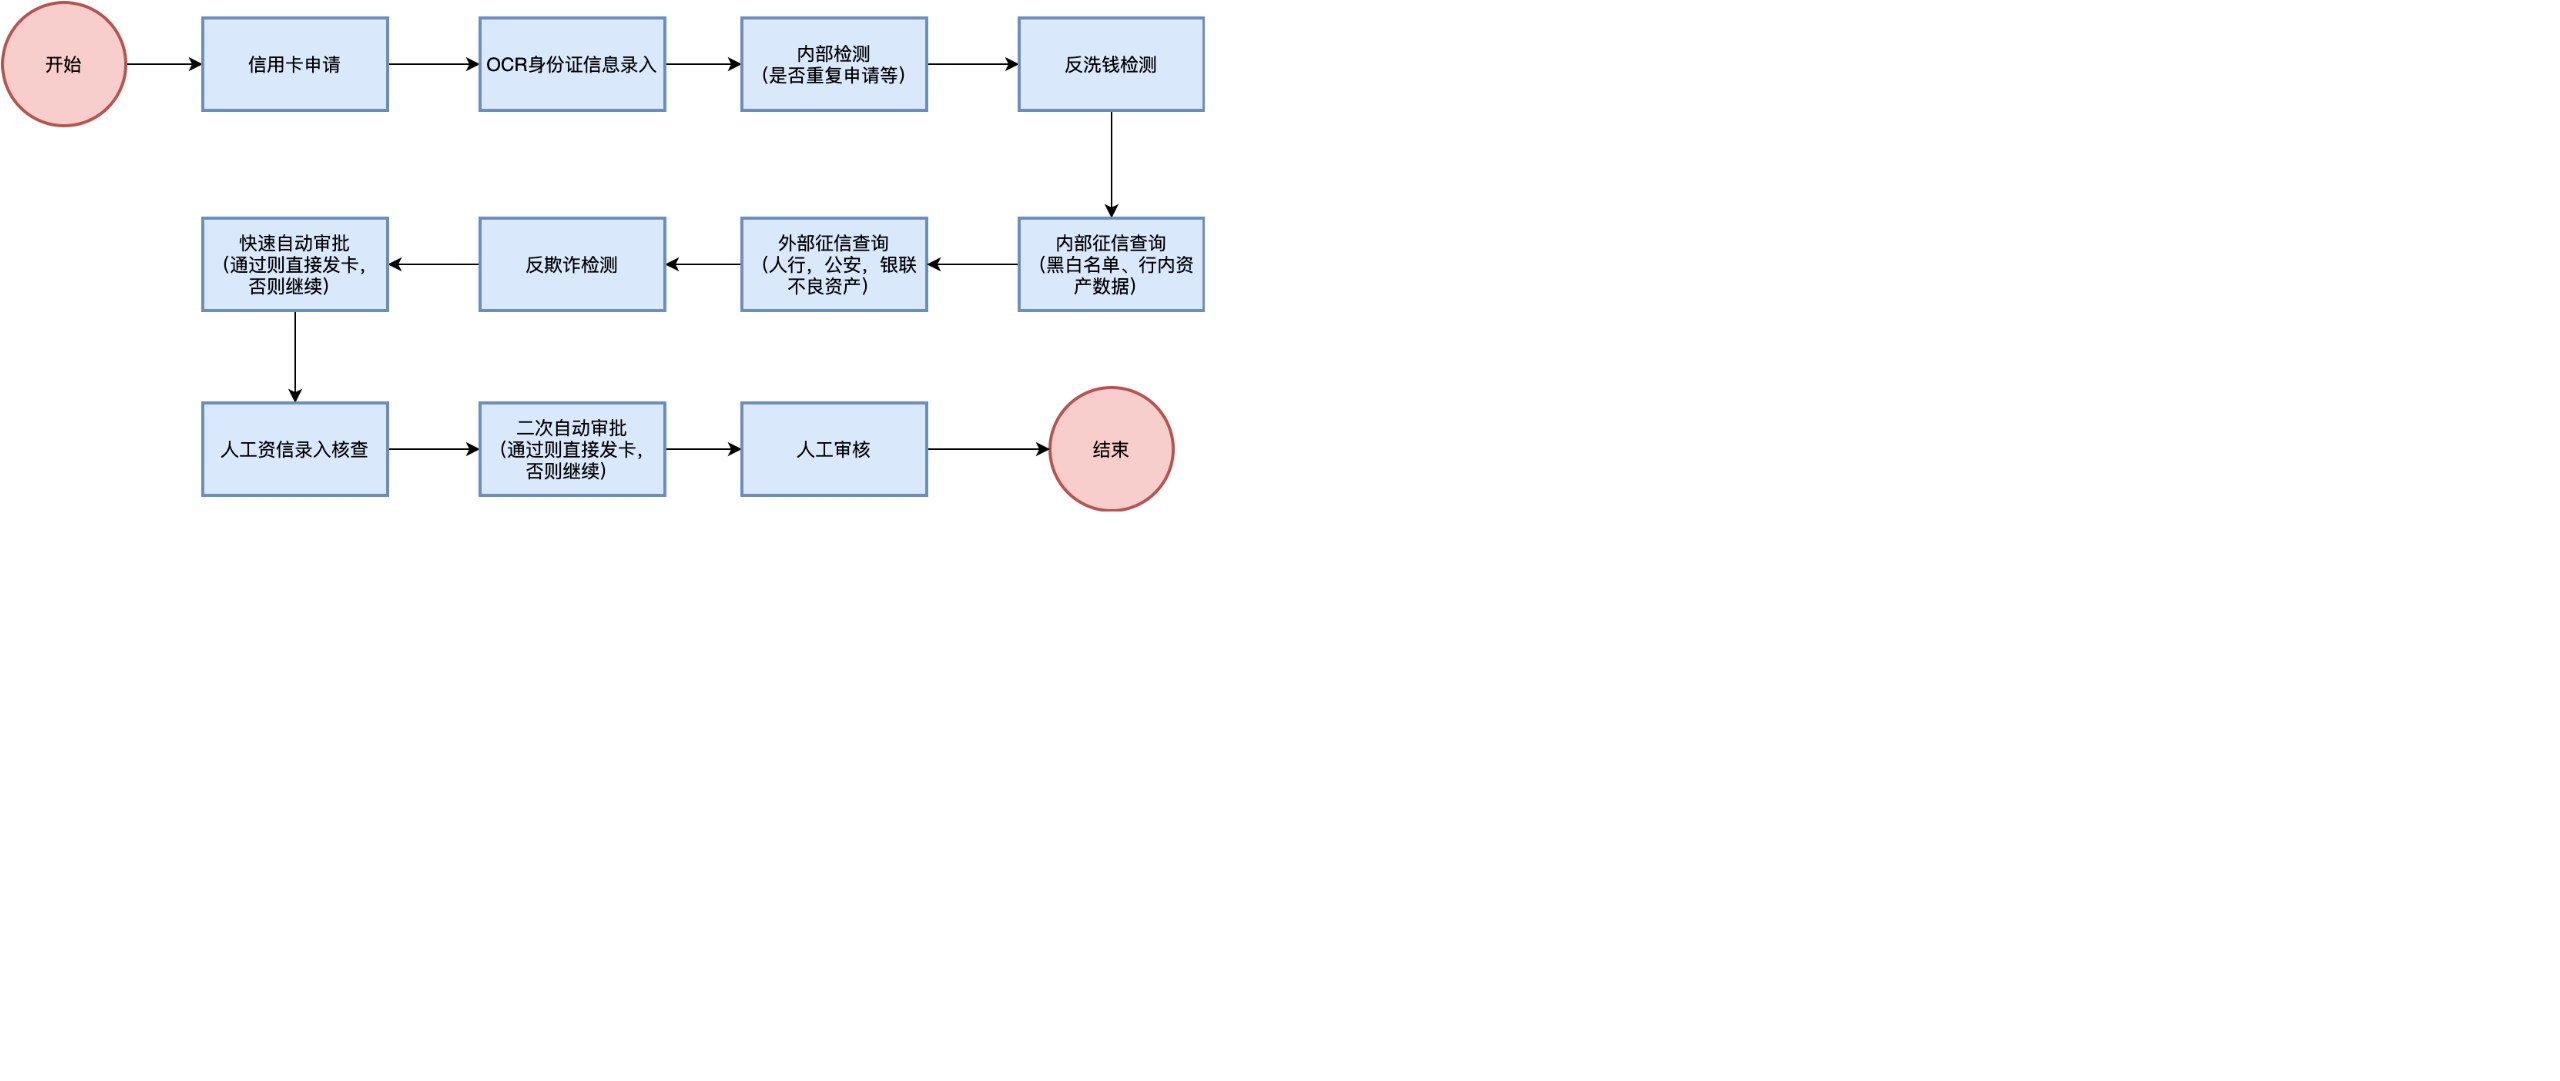 开始
信用卡申请
OCR身份证信息录入
内部检测
（是否重复申请等）
反洗钱检测
内部征信查询
（黑白名单、行内资
产数据）
外部征信查询
（人行，公安，银联
不良资产）
反欺诈检测
快速自动审批
（通过则直接发卡，
否则继续）
人工资信录入核查
二次自动审批
（通过则直接发卡，
否则继续）
人工审核
结束